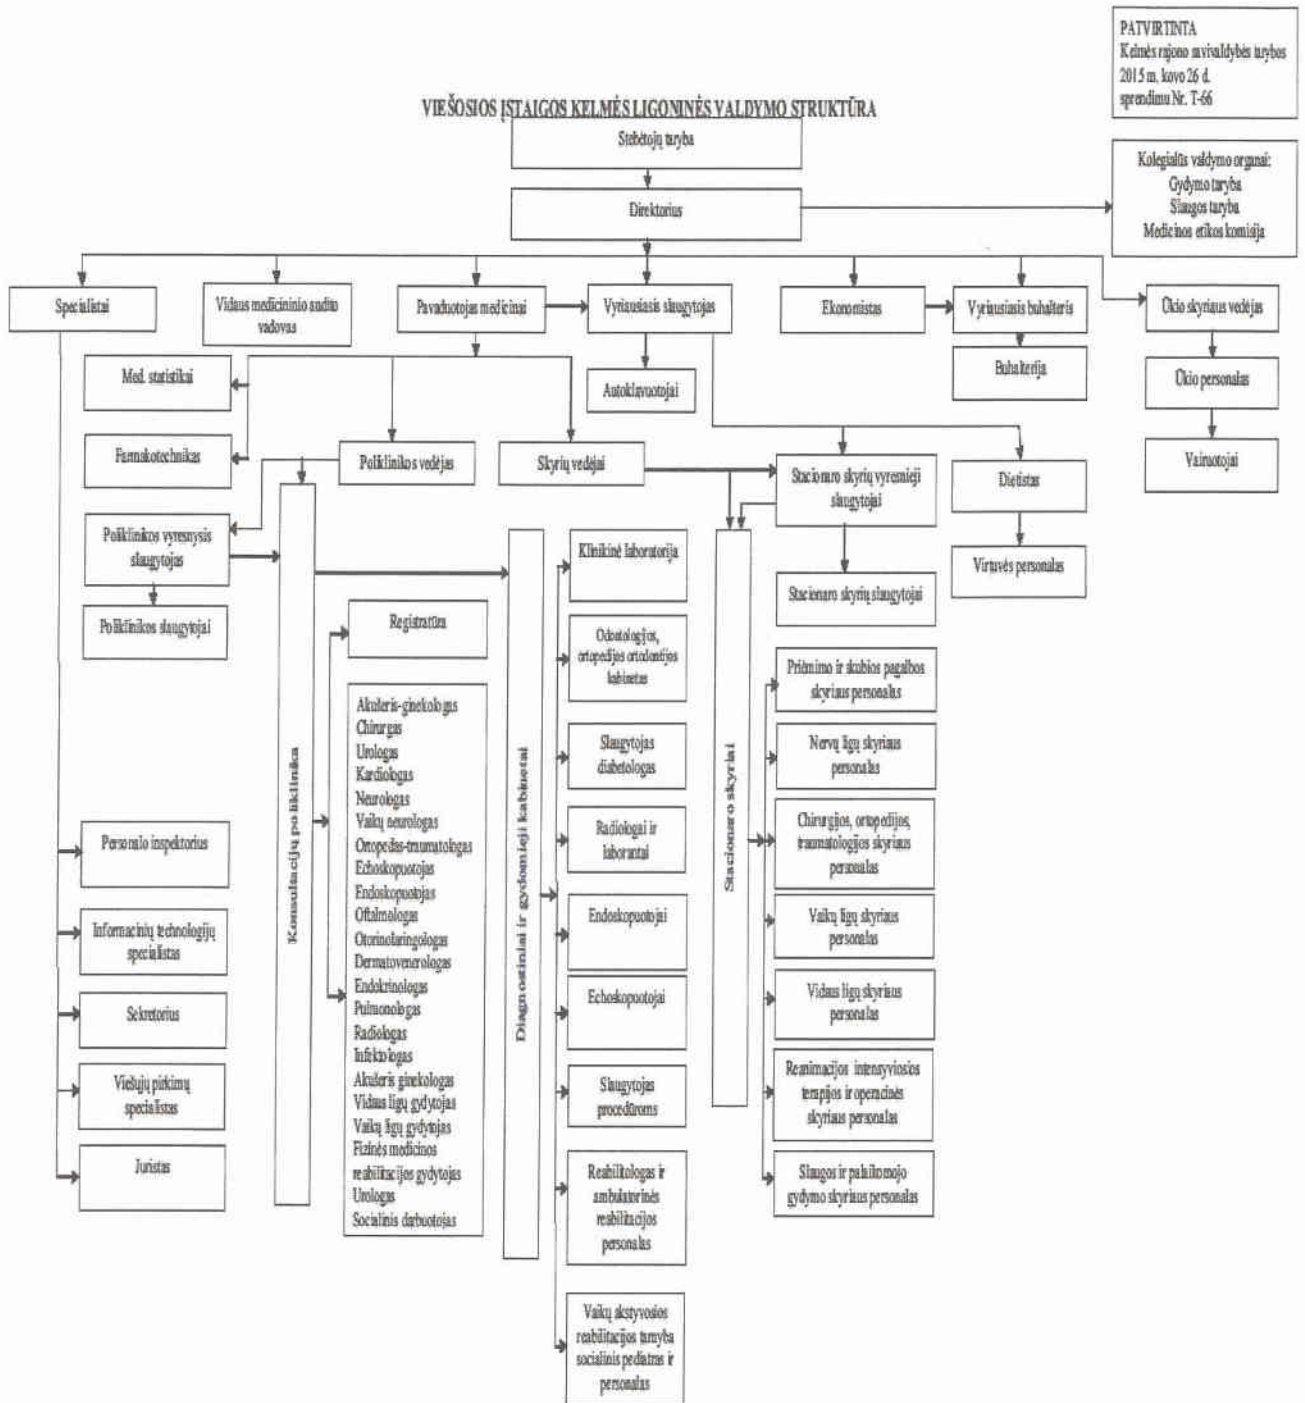 PATVIRTINTA
Kelmės rajono savivaldybės tarybos
2015 m. kovo 26 d.
sprendimu Nr. T-66
VIEŠOSIOS ĮSTAIGOS KELMĖS LIGONINĖS VALDYMO STRUKTŪRA
Stebėtojų taryba
Direktorius
Kolegialūs valdymo organai:
Gydymo taryba
Slaugos taryba
Medicinos etikos komisija
Specialistai
Vidaus medicininio audito
vadovas
Pavaduotojas medicinai
Vyriausiasis slaugytojas
Ekonomistas
Vyriausiasis buhalteris
Ūkio skyriaus vedėjas
Med. statistikai
Autoklavuotojai
Buhalterija
Ūkio personalas
Farmakotechnikas
Poliklinikos vedėjas
Skyrių vedėjai
Stacionaro skyrių vyresnieji
slaugytojai
Dietistas
Vairuotojai
Poliklinikos vyresnysis
slaugytojas
Virtuvės personalas
Poliklinikos slaugytojai
Stacionaro skyrių slaugytojai
Personalo inspektorius
Informacinių technologijų
specialistas
Sekretorius
Viešųjų pirkimų
specialistas
Juristas
Konsultacijų poliklinika
Registratūra
Akušeris-ginekologas
Chirurgas
Urologas
Kardiologas
Neurologas
Vaikų neurologas
Ortopedas-traumatologas
Echoskopuotojas
Endoskopuotojas
Oftalmologas
Otorinolaringologas
Dermatovenerologas
Endokrinologas
Pulmonologas
Radiologas
Infektologas
Akušeris ginekologas
Vidaus ligų gydytojas
Vaikų ligų gydytojas
Fizinės medicinos
reabilitacijos gydytojas
Urologas
Socialinis darbuotojas
Diagnostiniai ir gydomieji kabinetai
Klinikinė laboratorija
Odontologijos,
ortopedijos ortodontijos
kabinetas
Slaugytojas
diabetologas
Radiologai ir
laborantai
Endoskopuotojai
Echoskopuotojai
Slaugytojas
procedūroms
Reabilitologas ir
ambulatorinės
reabilitacijos
personalas
Vaikų akstyvosios
reabilitacijos tarnyba
socialinis pediatras ir
personalas
Stacionaro skyriai
Priėmimo ir skubios pagalbos
skyriaus personalas
Nervų ligų skyriaus
personalas
Chirurgijos, ortopedijos,
traumatologijos skyriaus
personalas
Vaikų ligų skyriaus
personalas
Vidaus ligų skyriaus
personalas
Reanimacijos intensyviosios
terapijos ir operacinės
skyriaus personalas
Slaugos ir palaikomojo
gydymo skyriaus personalas